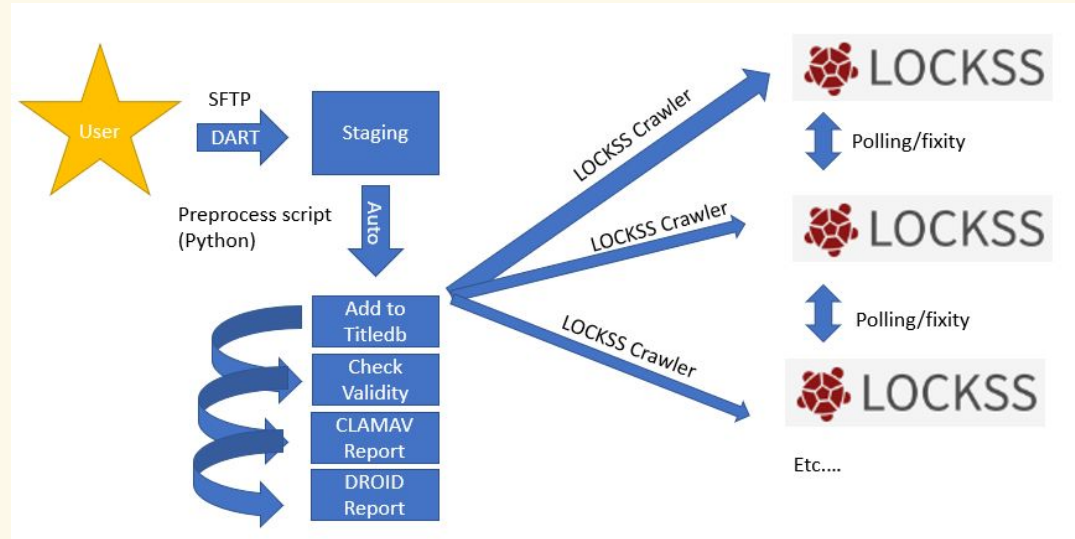 User
SFTP
DART
Staging
Preprocess script
(Python)
Auto
Add to
Titledb
Check
Validity
CLAMAV
Report
DROID
Report
LOCKSS Crawler
LOCKSS Crawler
LOCKSS Crawler
LOCKSS
Polling/fixity
LOCKSS
Polling/fixity
LOCKSS
Etc....